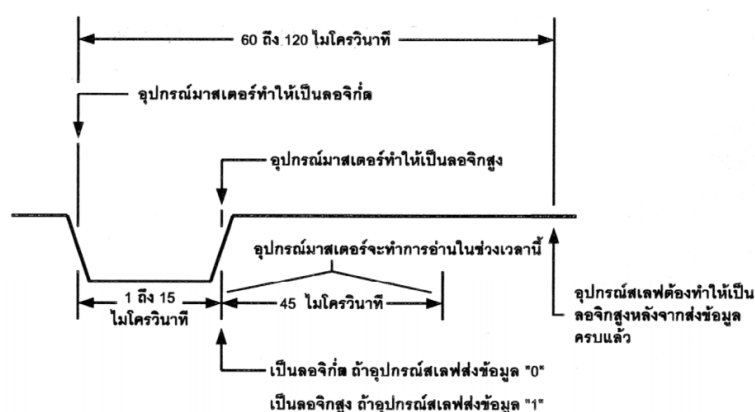 60 ถึง 120 ไมโครวินาที
อุปกรณ์มาสเตอร์ทำให้เป็นลอจิกต่ำ
อุปกรณ์มาสเตอร์ทำให้เป็นลอจิกสูง
อุปกรณ์มาสเตอร์จะทำการอ่านในช่วงเวลานี้
1 ถึง 15
ไมโครวินาที
45 ไมโครวินาที
อุปกรณ์สเลฟต้องทำให้เป็น
ลอจิกสูงหลังจากส่งข้อมูล
ครบแล้ว
เป็นลอจิกต่ำ ถ้าอุปกรณ์สเลฟส่งข้อมูล "0"
เป็นลอจิกสูง ถ้าอุปกรณ์สเลฟส่งข้อมูล "1"